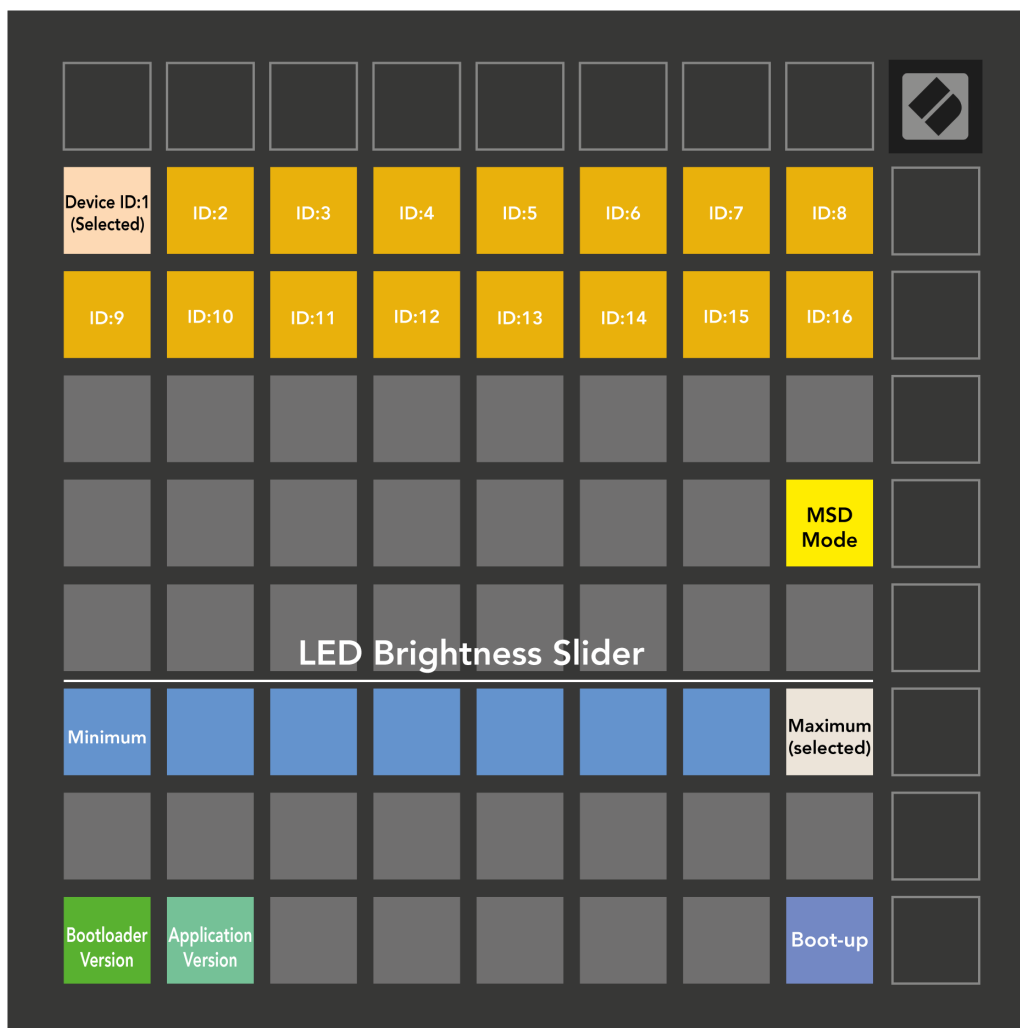 Device ID:1
(Selected)
ID:2
ID:3
ID:4
ID:5
ID:6
ID:7
ID:8
ID:9
ID:10
ID:11
ID:12
ID:13
ID:14
ID:15
ID:16
MSD
Mode
LED Brightness Slider
Minimum
Maximum
(selected)
Bootloader
Version
Application
Version
Boot-up